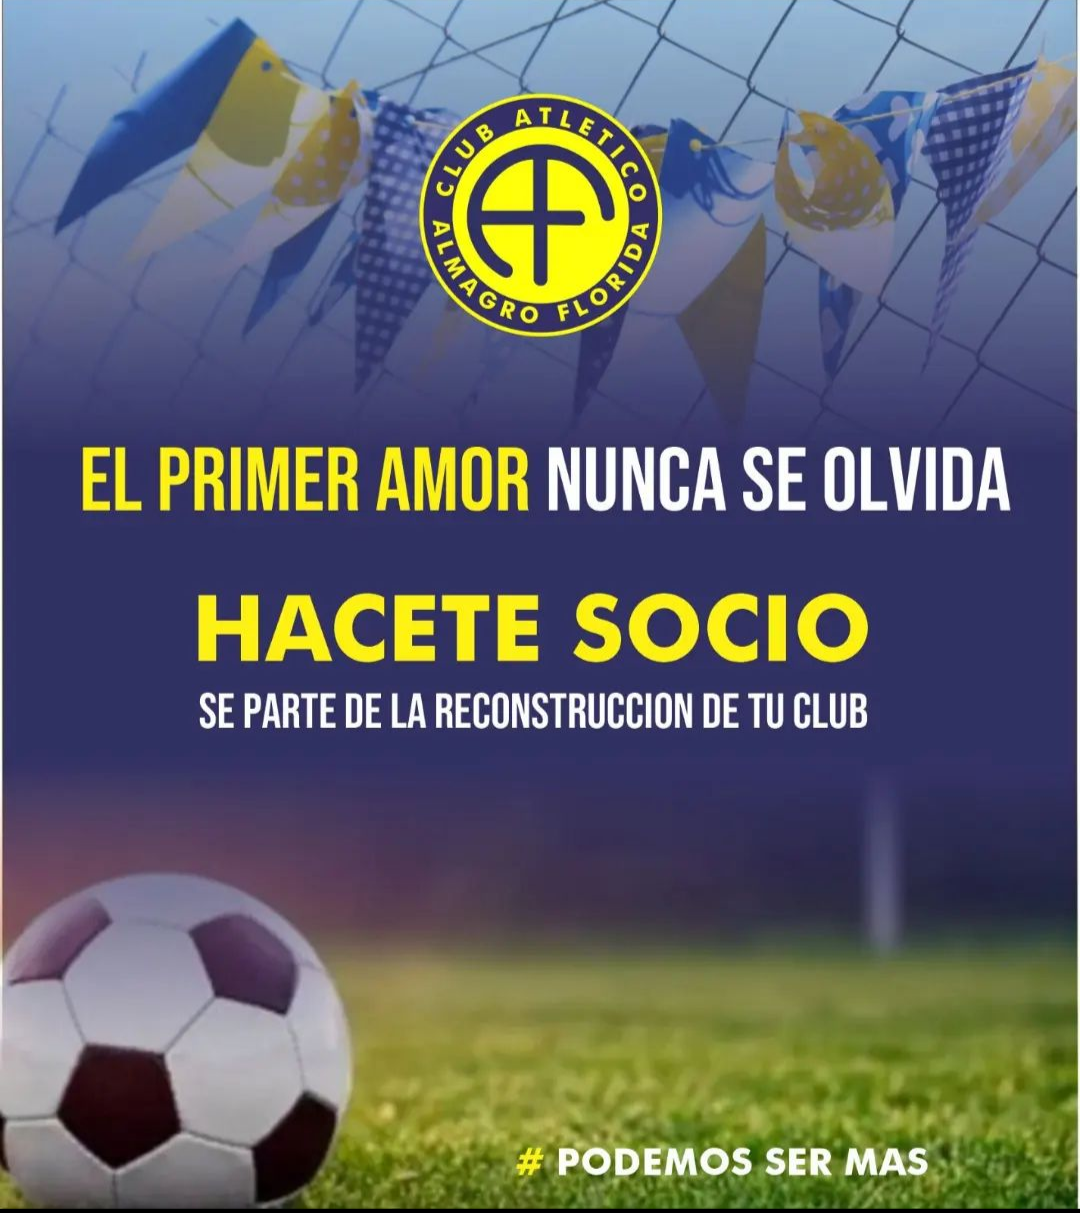 CLUB ATLETICO
ALMAGRO FLORIDA
EL PRIMER AMOR NUNCA SE OLVIDA
HACETE SOCIO
SE PARTE DE LA RECONSTRUCCION DE TU CLUB
# PODEMOS SER MAS